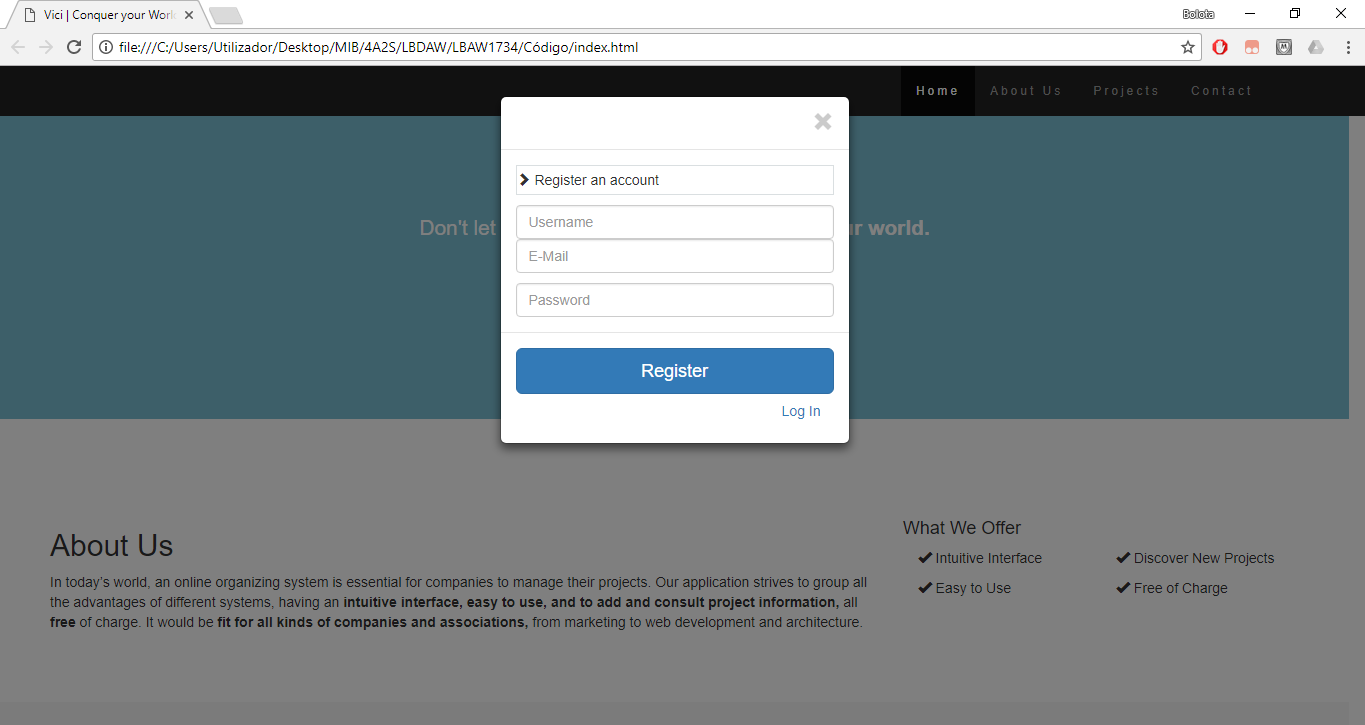 Vici | Conquer your Worl
Bolota
file:///C:/Users/Utilizador/Desktop/MIB/4A2S/LBDAW/LBAW1734/Código/index.html
Home About Us Projects Contact
Register an account
Don't let r world.
Username
E-Mail
Password
Register
Log In
About Us
In today's world, an online organizing system is essential for companies to manage their projects. Our application strives to group all
the advantages of different systems, having an intuitive interface, easy to use, and to add and consult project information, all
free of charge. It would be fit for all kinds of companies and associations, from marketing to web development and architecture.
What We Offer
Intuitive Interface Discover New Projects
Easy to Use Free of Charge